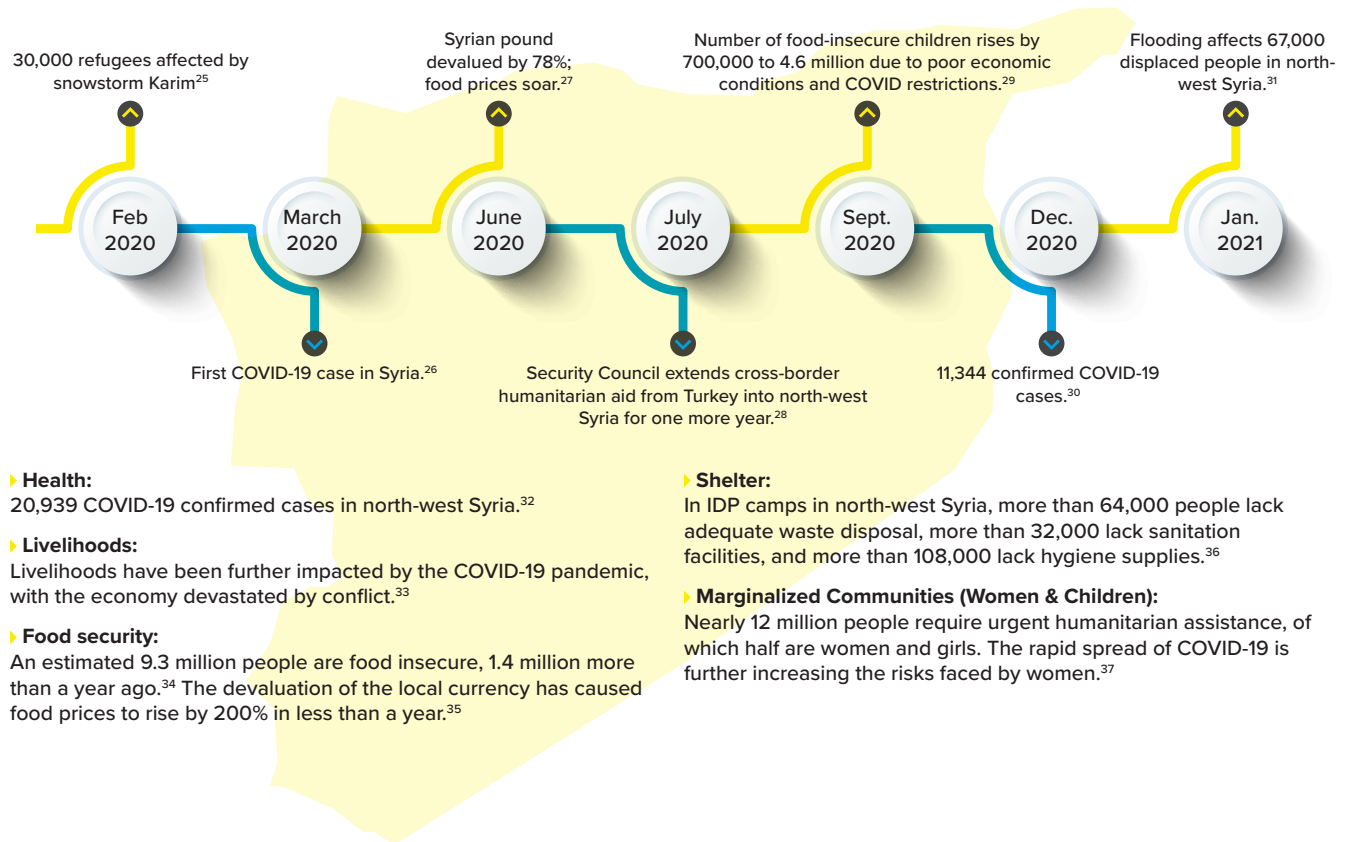 30,000 refugees affected by
snowstorm Karim25
Syrian pound
devalued by 78%;
food prices soar.27
Number of food-insecure children rises by
700,000 to 4.6 million due to poor economic
conditions and COVID restrictions.29
Flooding affects 67,000
displaced people in north-
west Syria.31
Feb
2020
March
2020
June
2020
July
2020
Sept.
2020
Dec.
2020
Jan.
2021
First COVID-19 case in Syria.26
Security Council extends cross-border
humanitarian aid from Turkey into north-west
Syria for one more year.28
11,344 confirmed COVID-19
cases.30
Health:
20,939 COVID-19 confirmed cases in north-west Syria.32
Livelihoods:
Livelihoods have been further impacted by the COVID-19 pandemic,
with the economy devastated by conflict.33
Food security:
An estimated 9.3 million people are food insecure, 1.4 million more
than a year ago.34 The devaluation of the local currency has caused
food prices to rise by 200% in less than a year.35
Shelter:
In IDP camps in north-west Syria, more than 64,000 people lack
adequate waste disposal, more than 32,000 lack sanitation
facilities, and more than 108,000 lack hygiene supplies.36
Marginalized Communities (Women & Children):
Nearly 12 million people require urgent humanitarian assistance, of
which half are women and girls. The rapid spread of COVID-19 is
further increasing the risks faced by women.37